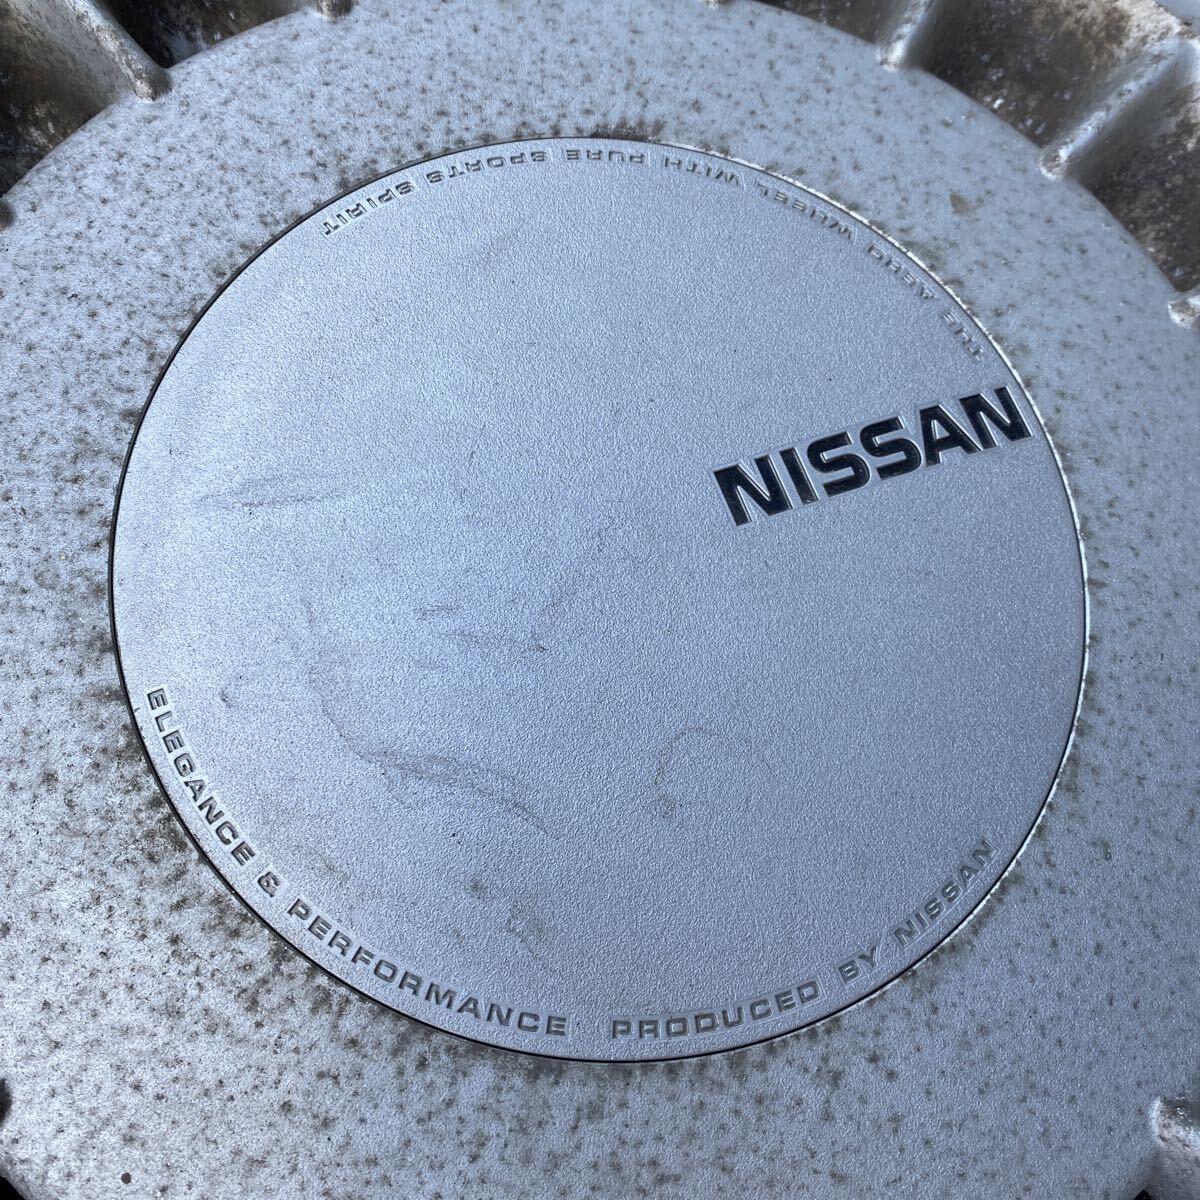 THE AERO WHEEL WITH PURE SPORTS SPIRIT
NISSAN
ELEGANCE & PERFORMANCE PRODUCED BY NISSAN